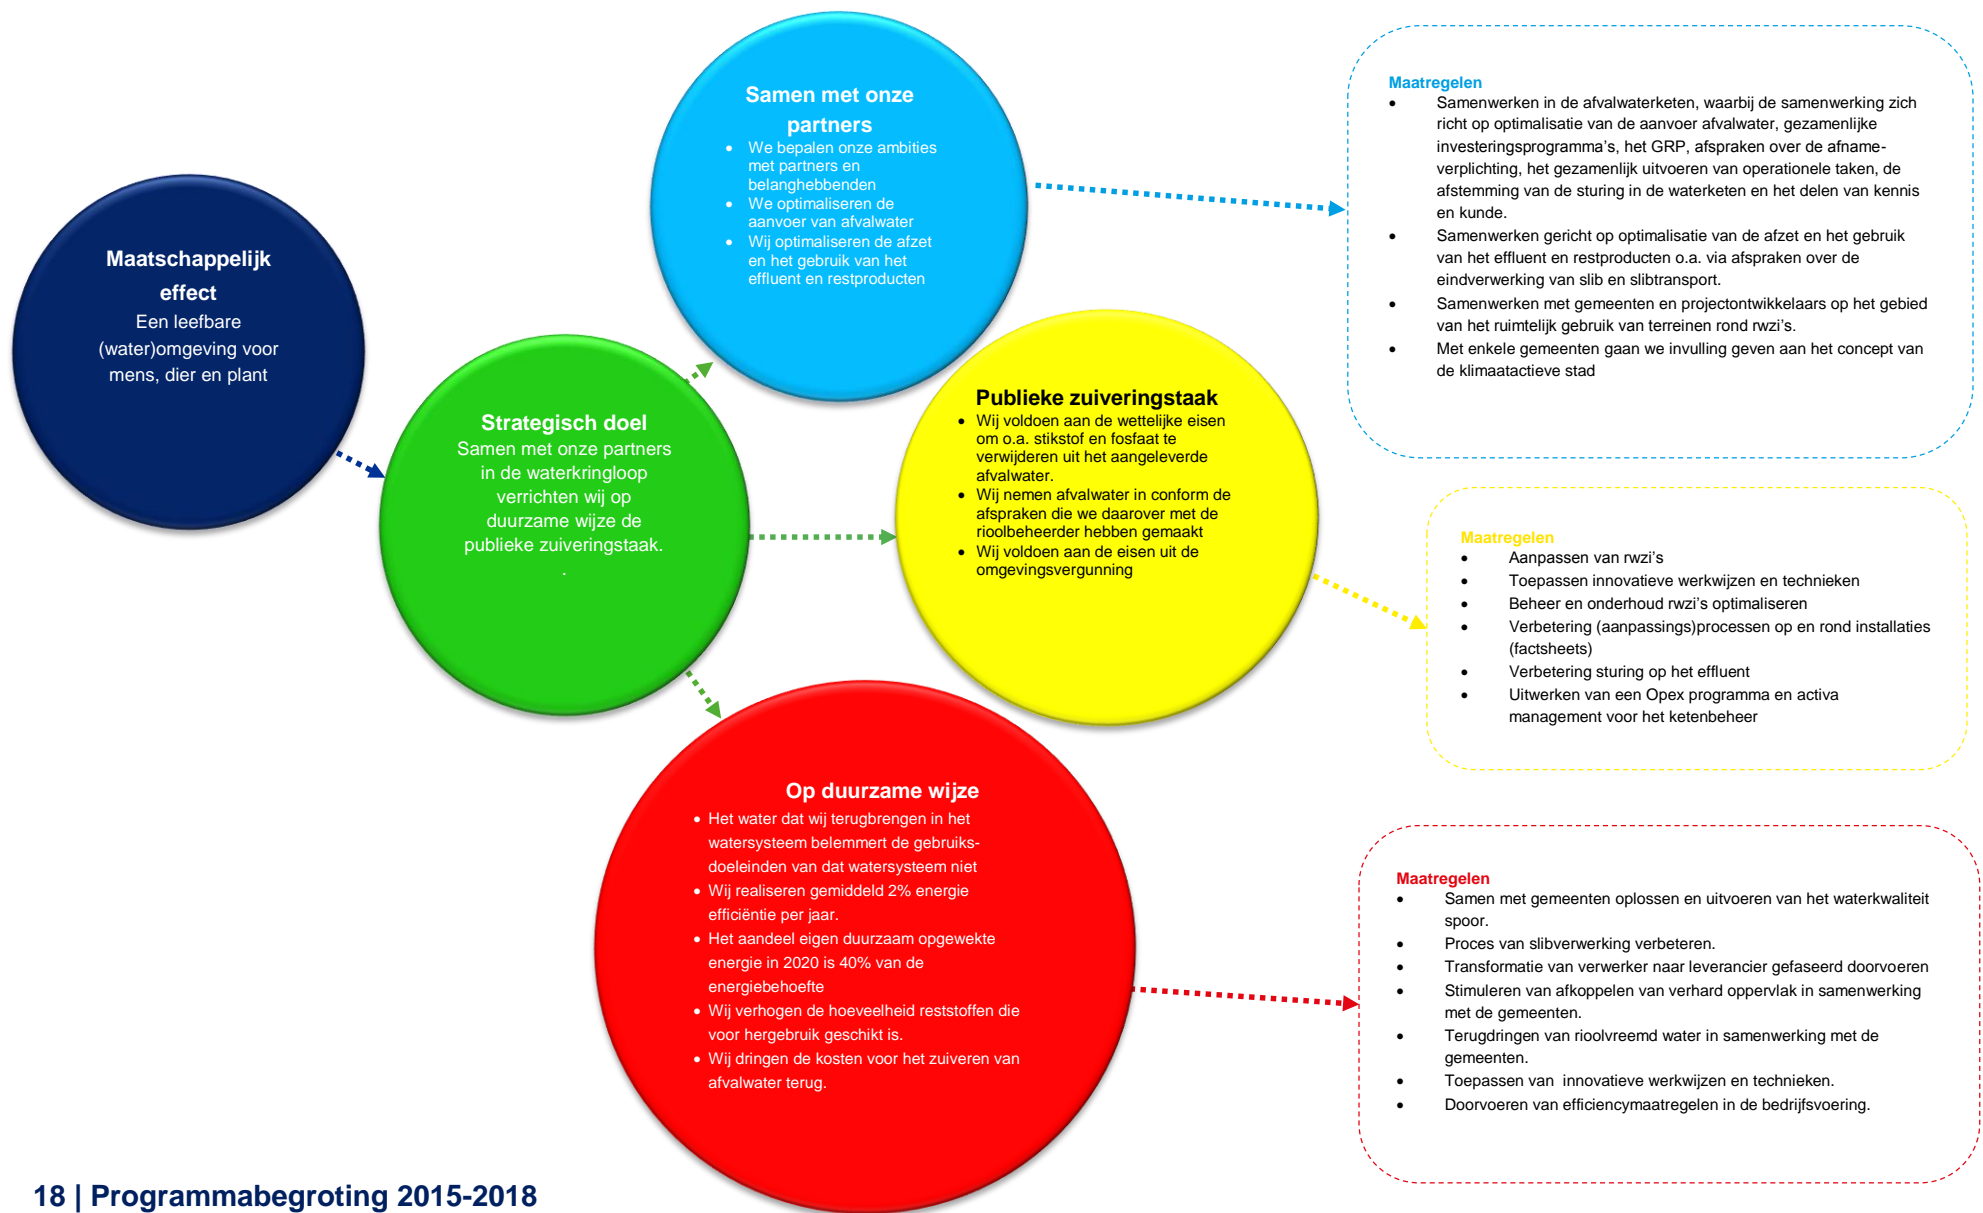 Maatschappelijk
effect
Een leefbare
(water)omgeving voor
mens, dier en plant
Strategisch doel
Samen met onze partners
in de waterkringloop
verrichten wij op
duurzame wijze de
publieke zuiveringstaak.
.
Samen met onze
partners
• We bepalen onze ambities
met partners en
belanghebbenden
• We optimaliseren de
aanvoer van afvalwater
• Wij optimaliseren de afzet
en het gebruik van het
effluent en restproducten
Maatregelen
• Samenwerken in de afvalwaterketen, waarbij de samenwerking zich
richt op optimalisatie van de aanvoer afvalwater, gezamenlijke
investeringsprogramma’s, het GRP, afspraken over de afname-
verplichting, het gezamenlijk uitvoeren van operationele taken, de
afstemming van de sturing in de waterketen en het delen van kennis
en kunde.
• Samenwerken gericht op optimalisatie van de afzet en het gebruik
van het effluent en restproducten o.a. via afspraken over de
eindverwerking van slib en slibtransport.
• Samenwerken met gemeenten en projectontwikkelaars op het gebied
van het ruimtelijk gebruik van terreinen rond rwzi’s.
• Met enkele gemeenten gaan we invulling geven aan het concept van
de klimaatactieve stad
Publieke zuiveringstaak
• Wij voldoen aan de wettelijke eisen
om o.a. stikstof en fosfaat te
verwijderen uit het aangeleverde
afvalwater.
• Wij nemen afvalwater in conform de
afspraken die we daarover met de
rioolbeheerder hebben gemaakt
• Wij voldoen aan de eisen uit de
omgevingsvergunning
Maatregelen
• Aanpassen van rwzi’s
• Toepassen innovatieve werkwijzen en technieken
• Beheer en onderhoud rwzi’s optimaliseren
• Verbetering (aanpassings)processen op en rond installaties
(factsheets)
• Verbetering sturing op het effluent
• Uitwerken van een Opex programma en activa
management voor het ketenbeheer
Op duurzame wijze
• Het water dat wij terugbrengen in het
watersysteem belemmert de gebruiks-
doeleinden van dat watersysteem niet
• Wij realiseren gemiddeld 2% energie
efficiëntie per jaar.
• Het aandeel eigen duurzaam opgewekte
energie in 2020 is 40% van de
energiebehoefte
• Wij verhogen de hoeveelheid reststoffen die
voor hergebruik geschikt is.
• Wij dringen de kosten voor het zuiveren van
afvalwater terug.
Maatregelen
• Samen met gemeenten oplossen en uitvoeren van het waterkwaliteit
spoor.
• Proces van slibverwerking verbeteren.
• Transformatie van verwerker naar leverancier gefaseerd doorvoeren
• Stimuleren van afkoppelen van verhard oppervlak in samenwerking
met de gemeenten.
• Terugdringen van rioolvreemd water in samenwerking met de
gemeenten.
• Toepassen van innovatieve werkwijzen en technieken.
• Doorvoeren van efficiencymaatregelen in de bedrijfsvoering.
18 | Programmabegroting 2015-2018